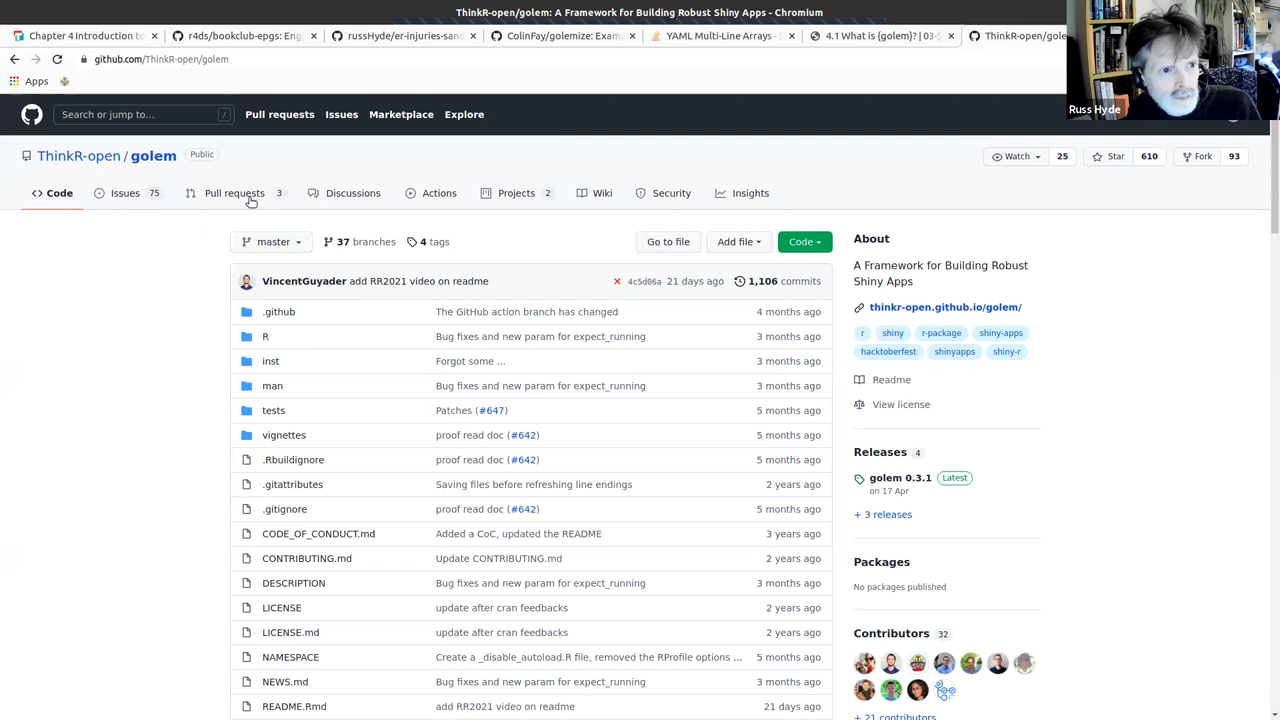 ThinkR-open/golem: A Framework for Building Robust Shiny Apps - Chromium
Chapter 4 Introduction to
r4ds/bookclub-epgs: Eng
russHyde/er-injuries-sand
ColinFay/golemize: Exam
YAML Multi-Line Arrays - S
4.1 What is {golem}? | 03-5
ThinkR-open/gole
github.com/ThinkR-open/golem
Apps
Russ Hyde
Search or jump to… /
Pull requests Issues Marketplace Explore
ThinkR-open / golem Public
Watch 25 Star 610 Fork 93
Code Issues 75 Pull requests 3 Discussions Actions Projects 2 Wiki Security Insights
master 37 branches 4 tags Go to file Add file Code
VincentGuyader add RR2021 video on readme 4c5d06a 21 days ago 1,106 commits
.github The GitHub action branch has changed 4 months ago
R Bug fixes and new param for expect_running 3 months ago
inst Forgot some ... 3 months ago
man Bug fixes and new param for expect_running 3 months ago
tests Patches (#647) 5 months ago
vignettes proof read doc (#642) 5 months ago
.Rbuildignore proof read doc (#642) 5 months ago
.gitattributes Saving files before refreshing line endings 2 years ago
.gitignore proof read doc (#642) 5 months ago
CODE_OF_CONDUCT.md Added a CoC, updated the README 3 years ago
CONTRIBUTING.md Update CONTRIBUTING.md 2 years ago
DESCRIPTION Bug fixes and new param for expect_running 3 months ago
LICENSE update after cran feedbacks 2 years ago
LICENSE.md update after cran feedbacks 2 years ago
NAMESPACE Create a _disable_autoload.R file, removed the RProfile options ... 5 months ago
NEWS.md Bug fixes and new param for expect_running 3 months ago
README.Rmd add RR2021 video on readme 21 days ago
About
A Framework for Building Robust
Shiny Apps
thinkr-open.github.io/golem/
r shiny r-package shiny-apps
hacktoberfest shinyapps shiny-r
Readme
View license
Releases 4
golem 0.3.1 Latest
on 17 Apr
+ 3 releases
Packages
No packages published
Contributors 32
+ 21 contributors